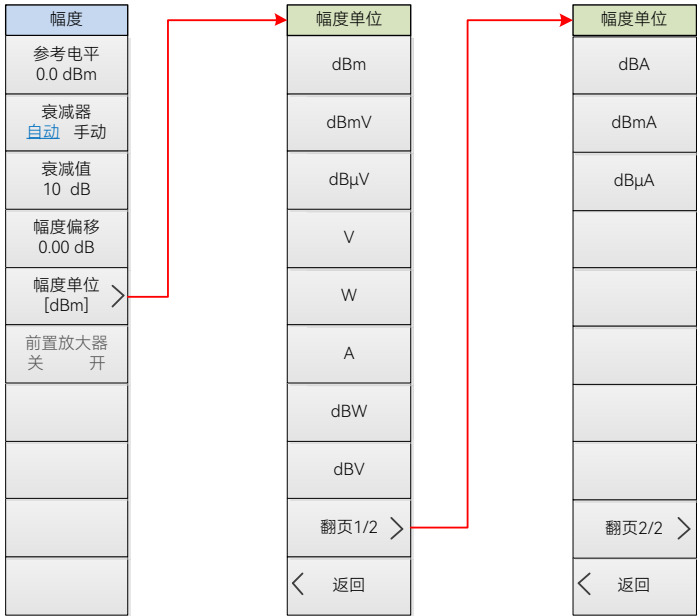 幅度
参考电平
0.0 dBm
衰减器
自动 手动
衰减值
10 dB
幅度偏移
0.00 dB
幅度单位
[dBm]
前置放大器
关 开
幅度单位
dBm
dBmV
dBµV
V
W
A
dBW
dBV
翻页1/2
返回
幅度单位
dBA
dBmA
dBµA
翻页2/2
返回